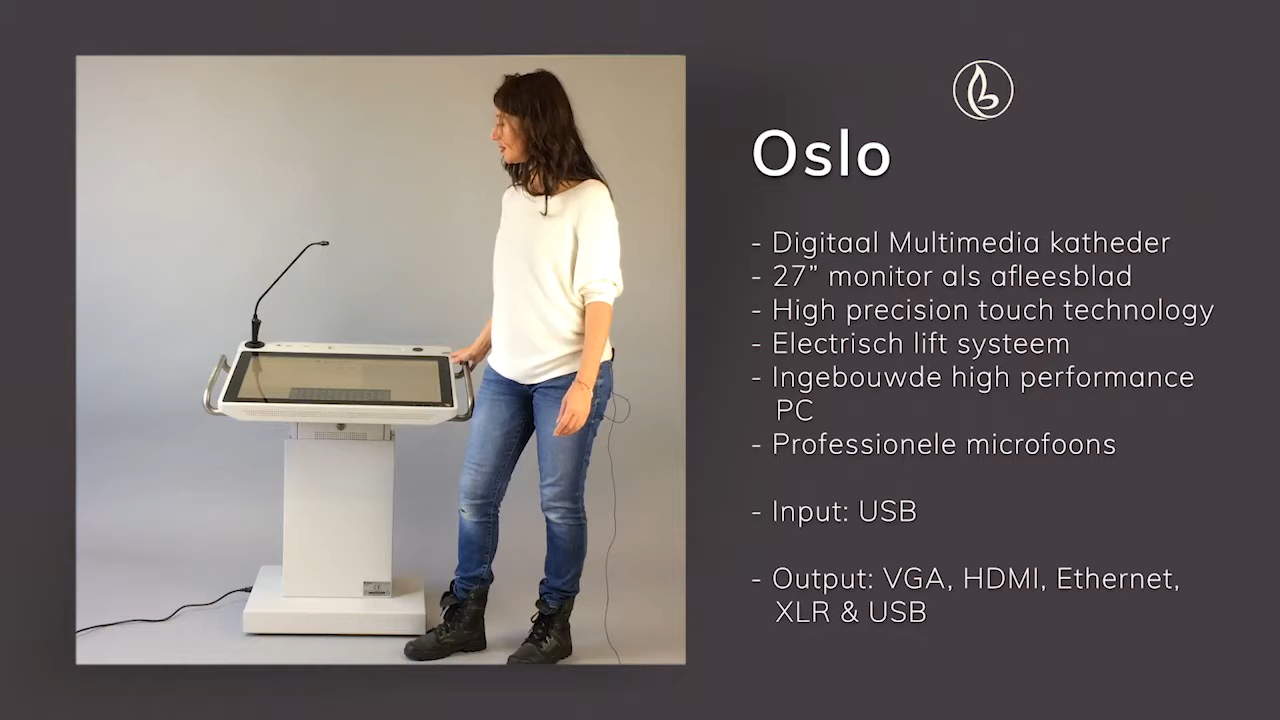 Oslo
- Digitaal Multimedia katheder
- 27” monitor als afleesblad
- High precision touch technology
- Electrisch lift systeem
- Ingebouwde high performance
PC
- Professionele microfoons
- Input: USB
- Output: VGA, HDMI, Ethernet,
XLR & USB